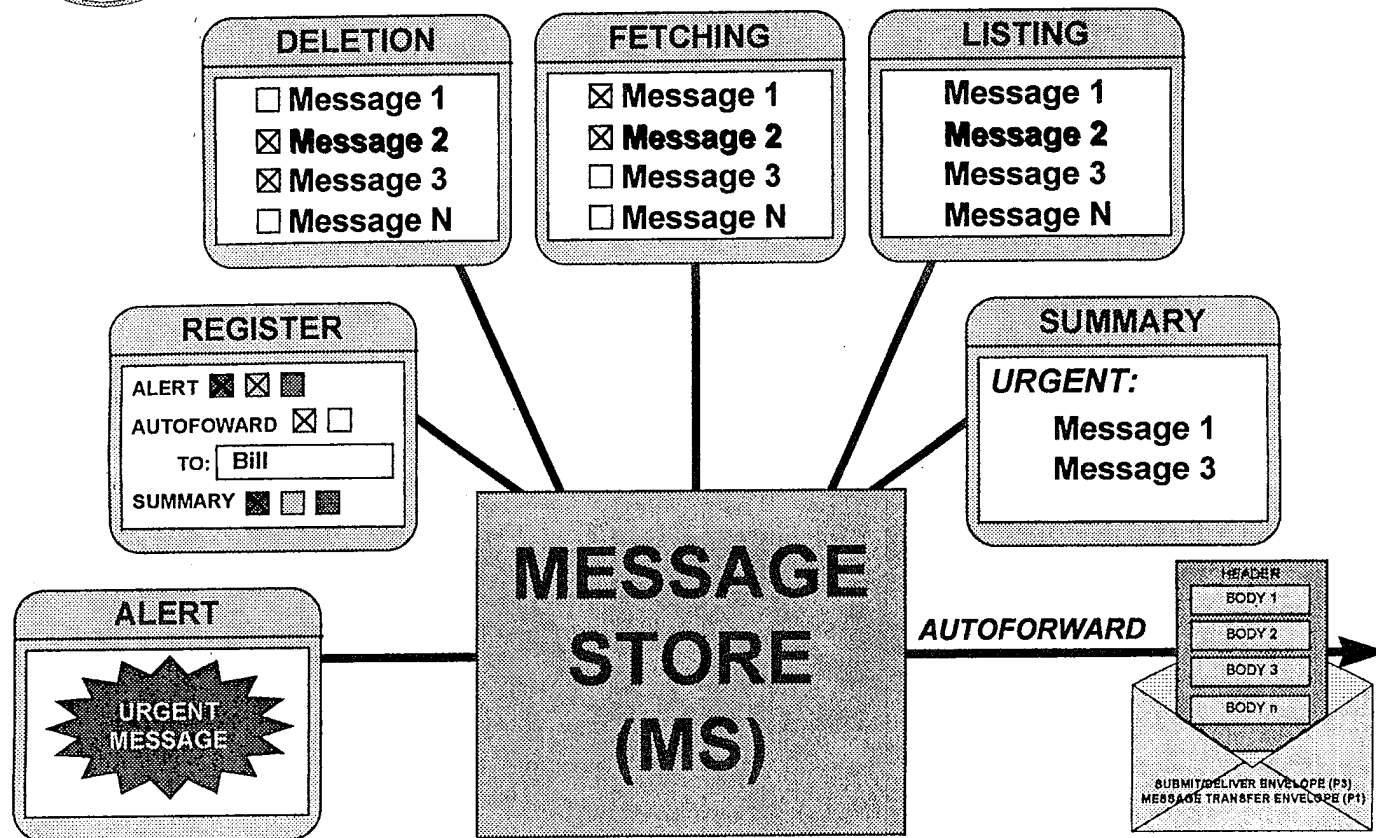 DELETION
Message 1
Message 2
Message 3
Message N
FETCHING
Message 1
Message 2
Message 3
Message N
LISTING
Message 1
Message 2
Message 3
Message N
REGISTER
ALERT
AUTOFOWARD
TO: Bill
SUMMARY
SUMMARY
URGENT:
Message 1
Message 3
ALERT
URGENT
MESSAGE
MESSAGE
STORE
(MS)
AUTOFORWARD
HEADER
BODY 1
BODY 2
BODY 3
BODY n
SUBMIT/DELIVER ENVELOPE (P3)
MESSAGE TRANSFER ENVELOPE (P1)